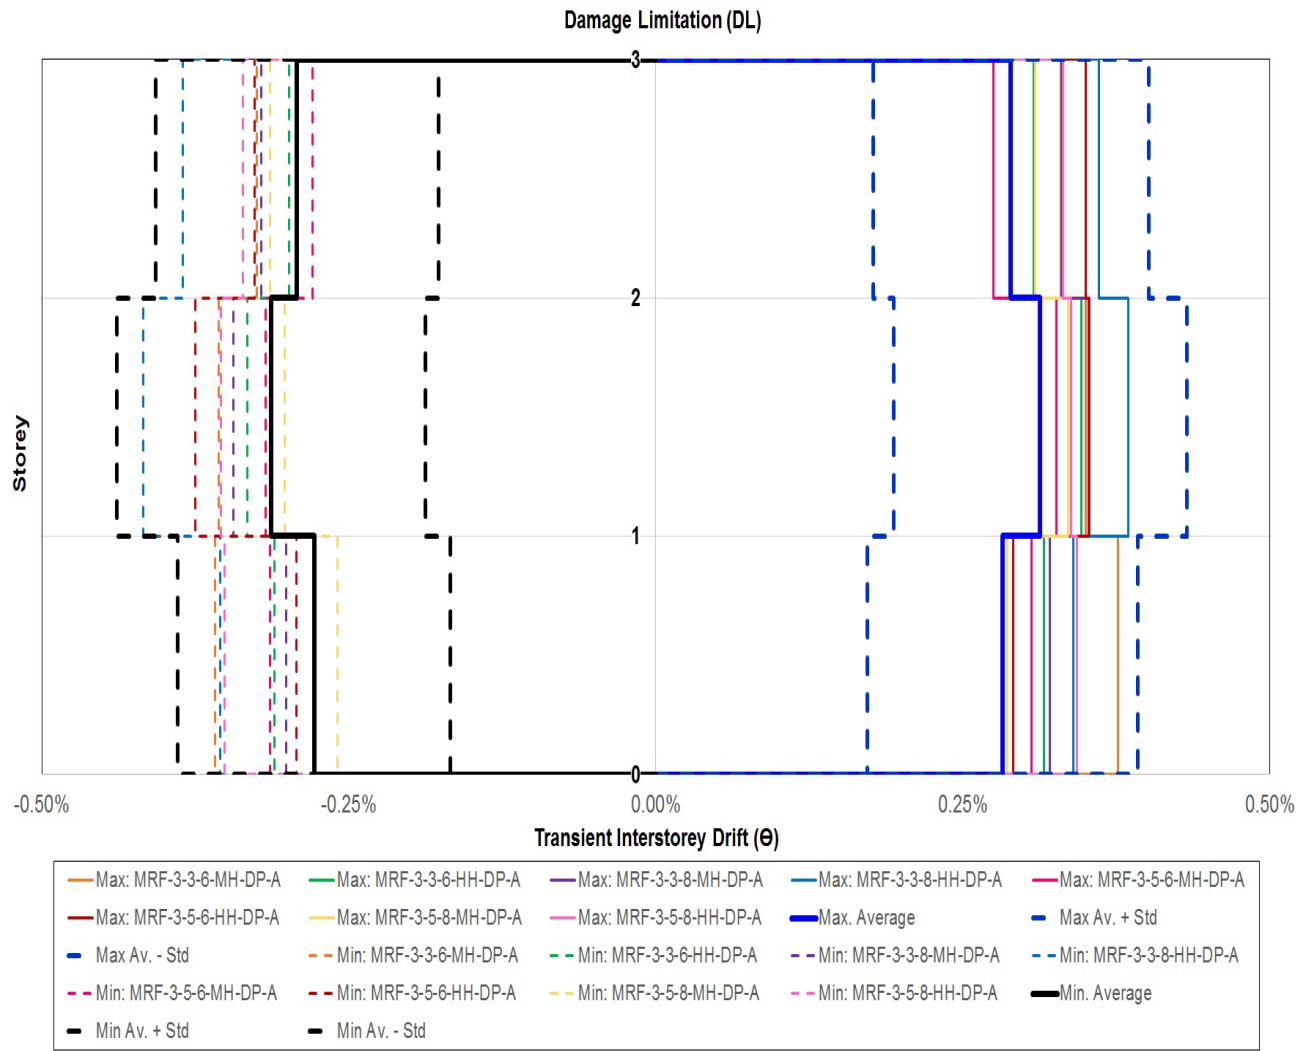 Damage Limitation (DL)
3
2
1
0
Storey
-0.50% -0.25% 0.00% 0.25% 0.50%
Transient Interstorey Drift (Θ)
Max: MRF-3-3-6-MH-DP-A Max: MRF-3-3-6-HH-DP-A Max: MRF-3-3-8-MH-DP-A Max: MRF-3-3-8-HH-DP-A Max: MRF-3-5-6-MH-DP-A
Max: MRF-3-5-6-HH-DP-A Max: MRF-3-5-8-MH-DP-A Max: MRF-3-5-8-HH-DP-A Max. Average Max Av. + Std
Max Av. - Std Min: MRF-3-3-6-MH-DP-A Min: MRF-3-3-6-HH-DP-A Min: MRF-3-3-8-MH-DP-A Min: MRF-3-3-8-HH-DP-A
Min: MRF-3-5-6-MH-DP-A Min: MRF-3-5-6-HH-DP-A Min: MRF-3-5-8-MH-DP-A Min: MRF-3-5-8-HH-DP-A Min. Average
Min Av. + Std Min Av. - Std